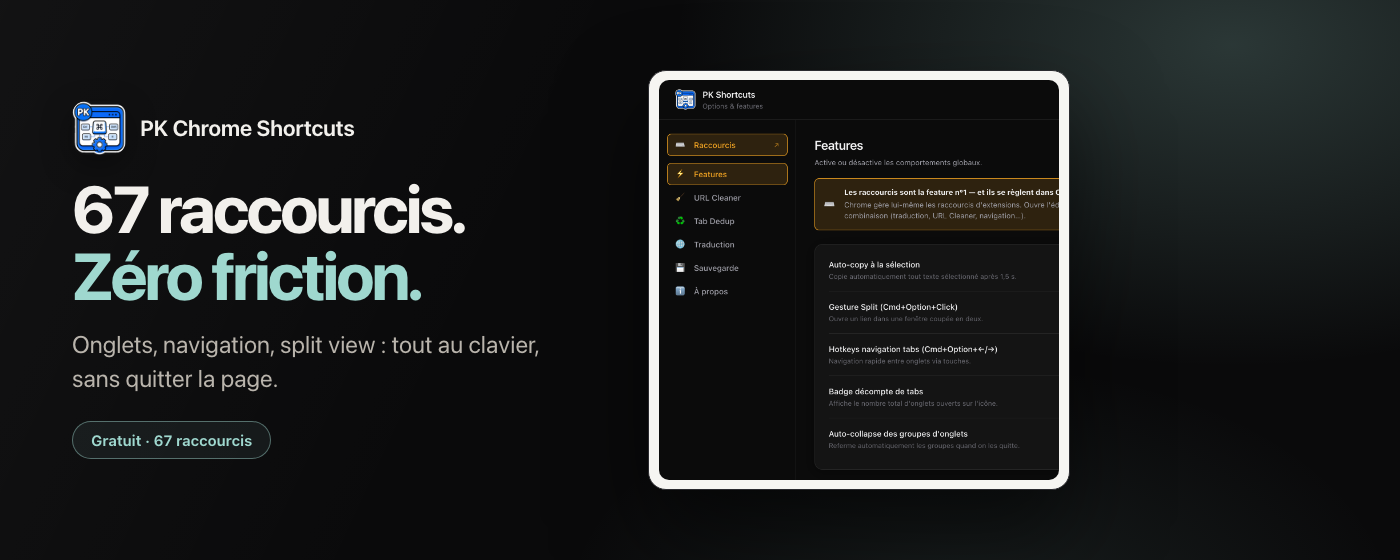 PK
PK Chrome Shortcuts
67 raccourcis.
Zéro friction.
Onglets, navigation, split view : tout au clavier,
sans quitter la page.
Gratuit · 67 raccourcis
PK Shortcuts
Options & features
Raccourcis
Features
URL Cleaner
Tab Dedup
Traduction
Sauvegarde
À propos
Features
Active ou désactive les comportements globaux.
Les raccourcis sont la feature n°1 — et ils se règlent dans
Chrome gère lui-même les raccourcis d'extensions. Ouvre
combinaison (traduction, URL Cleaner, navigation…).
Auto-copy à la sélection
Copie automatiquement tout texte sélectionné après 1,5 s.
Gesture Split (Cmd+Option+Click)
Ouvre un lien dans une fenêtre coupée en deux.
Hotkeys navigation tabs (Cmd+Option+←/→)
Navigation rapide entre onglets via touches.
Badge décompte de tabs
Affiche le nombre total d'onglets ouverts sur l'icône.
Auto-collapse des groupes d'onglets
Referme automatiquement les groupes quand on les quitte.